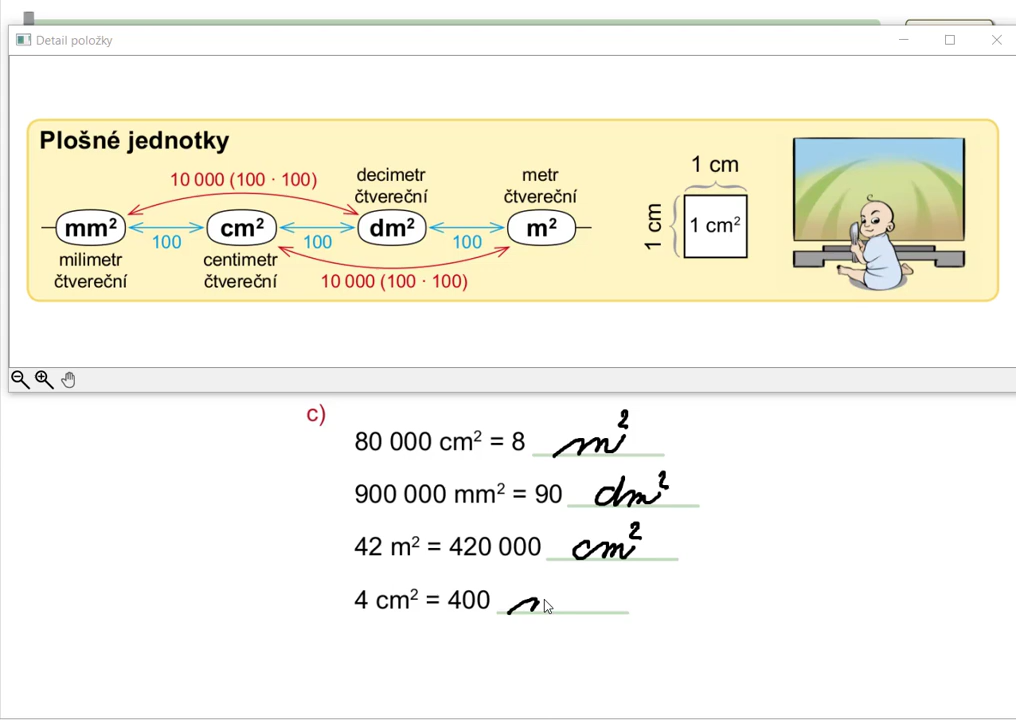 Detail položky
Plošné jednotky
10 000 (100 · 100)
decimetr
čtvereční
metr
čtvereční
mm²
cm²
dm²
m²
100
100
100
milimetr
čtvereční
centimetr
čtvereční
10 000 (100 · 100)
1 cm
1 cm
1 cm²
c)
80 000 cm² = 8 m²
900 000 mm² = 90 dm²
42 m² = 420 000 cm²
4 cm² = 400